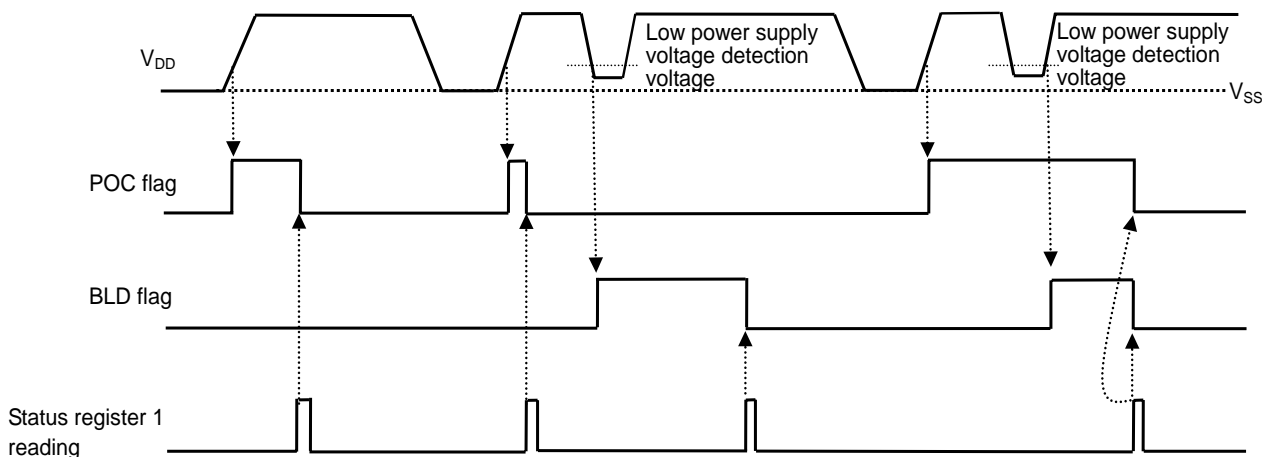 Low power supply
voltage detection
voltage
Low power supply
voltage detection
voltage
VDD
VSS
POC flag
BLD flag
Status register 1
reading